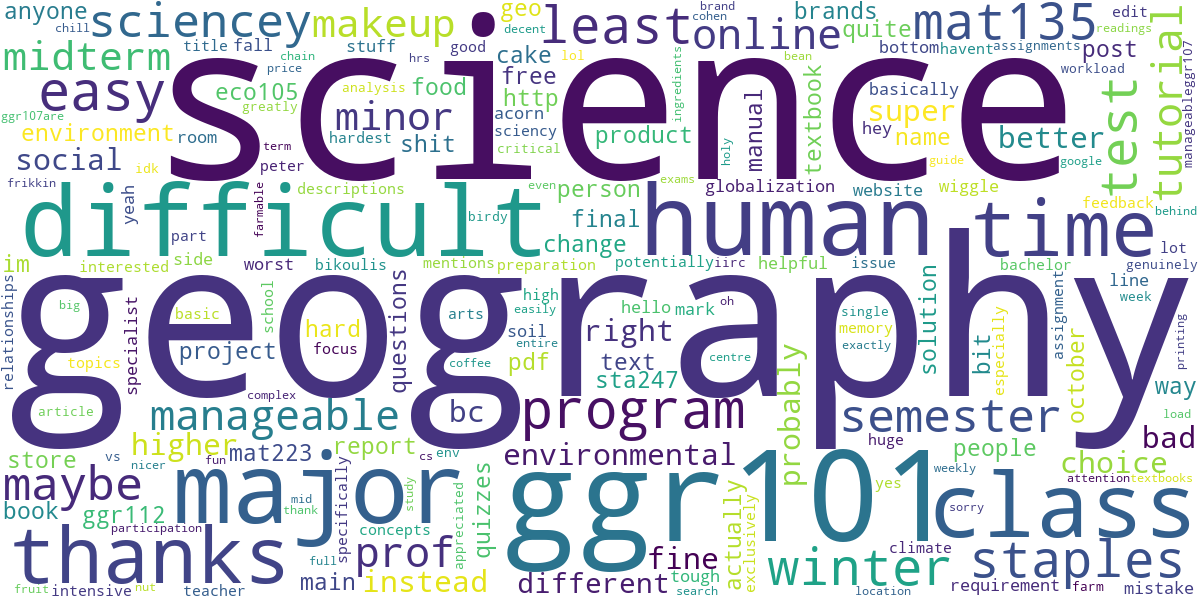 anyone
sciencey
makeup
geo
brand
least
brands
mat135
edit
chill
cohen
decent
online
quite
readings
title
fall
stuff
good
cake
lol
bottom
havent
assignments
post
midterm
chain
price
hrs
free
science
basically
workload
easy
eco105
analysis
food
http
bean
ingredients
manual
textbook
super
test
tutorial
manageableggr107
greatly
ggr107are
minor
acorn
sciency
product
hey
name
better
environment
room
hardest
shit
critical
holy
guide
google
social
idk
term
peter
frikkin
farmable
descriptions
even
exams
person
globalization
website
wiggle
feedback
behind
yeah
difficult
birdy
final
human
time
part
change
im
interested
side
worst
bikoulis
mentions
preparation
potentially
iirc
helpful
issue
bachelor
lot
genuinely
line
week
relationships
topics
big
basic
specialist
school
geography
hard
focus
project
questions
high
easily
arts
soil
entire
hello
mark
oh
right
single
memory
exactly
solution
bit
especially
assignment
october
printing
coffee
text
pdf
sta247
centre
way
article
complex
manageable
bc
program
probably
semester
load
higher
report
mat223
fun
cs
env
environmental
huge
people
bad
store
vs
nicer
choice
maybe
major
specifically
study
appreciated
quizzes
ggr101
actually
exclusively
yes
weekly
attention
textbooks
class
book
ggr112
participation
mid
thank
concepts
sorry
thanks
prof
fine
tough
search
winter
climate
staples
full
main
instead
different
requirement
farm
mistake
fruit
intensive
nut
teacher
location